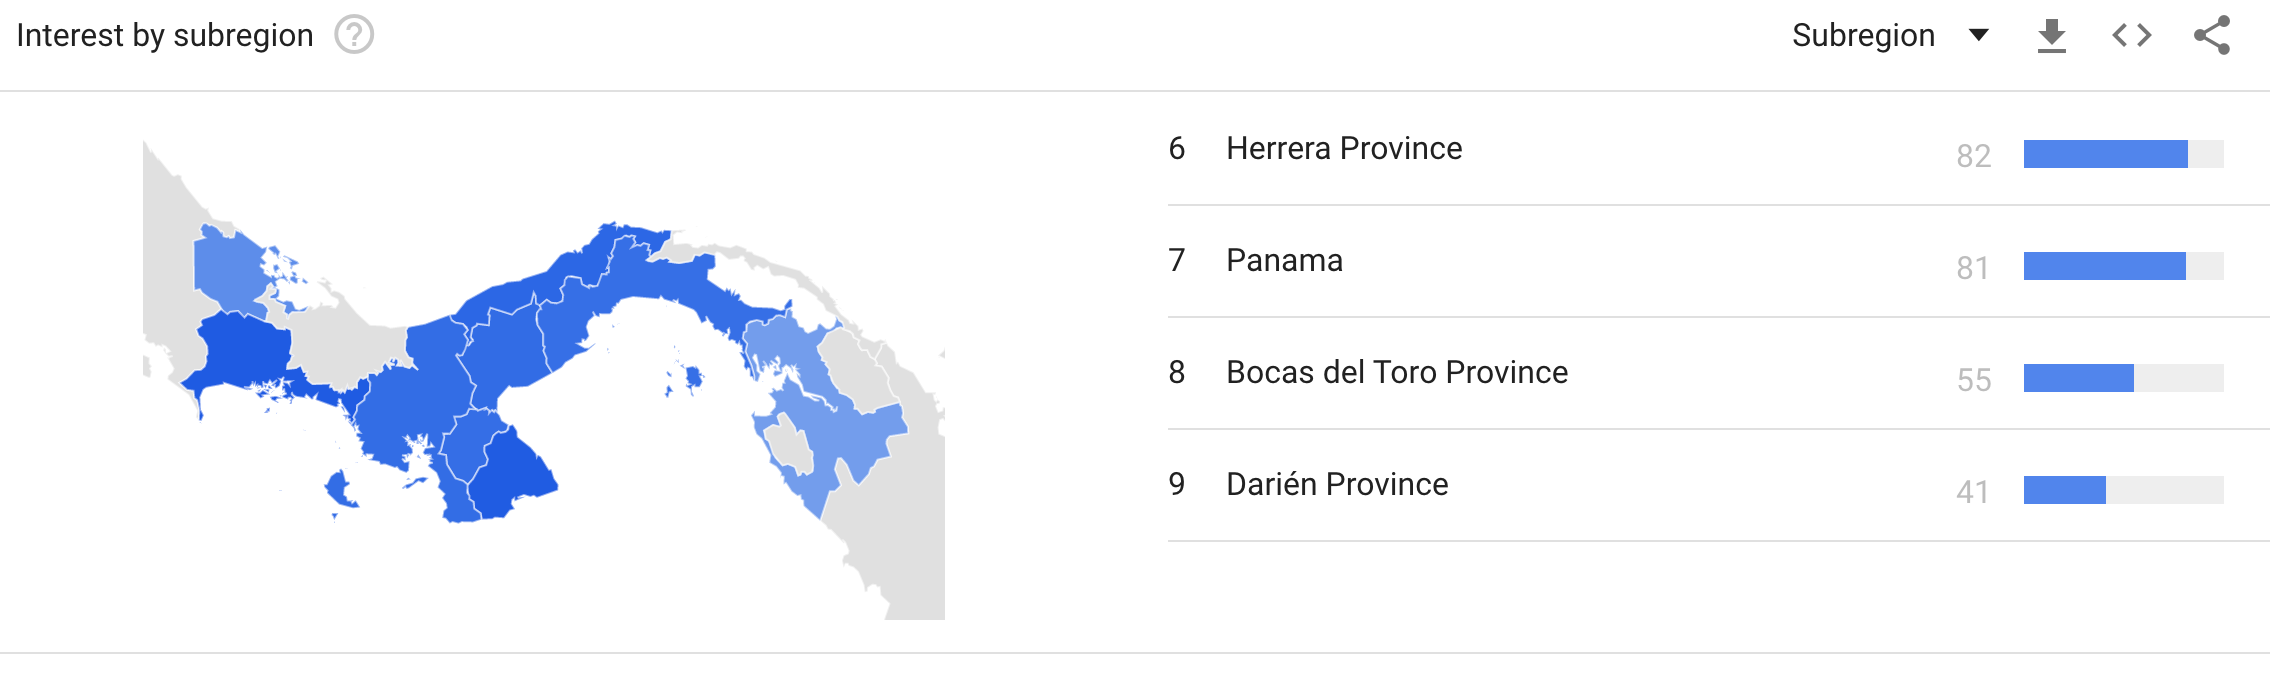 Interest by subregion ?
Subregion
6 Herrera Province 82
7 Panama 81
8 Bocas del Toro Province 55
9 Darién Province 41